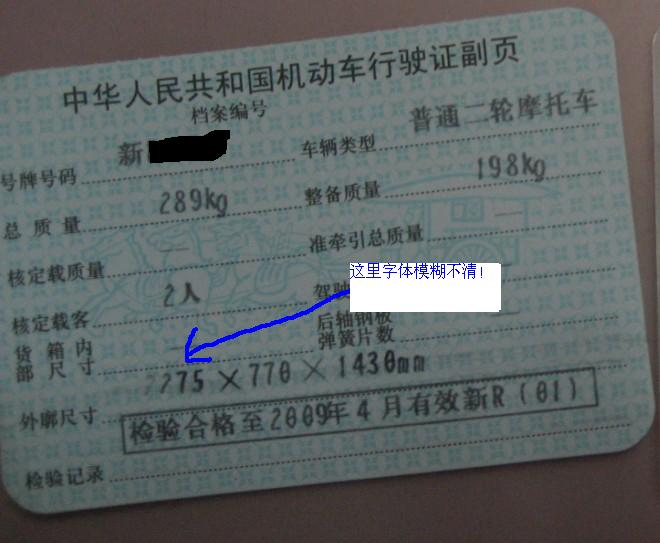 中华人民共和国机动车行驶证副页
档案编号
号牌号码 新 车辆类型 普通二轮摩托车
总 质 量 289kg 整备质量 198kg
核定载质量 — 准牵引总质量 —
核定载客 2人 驾驶
这里字体模糊不清!
货 箱 内
部 尺 寸 — 后轴钢板
弹簧片数
外廓尺寸 2275 × 770 × 1430mm
检验合格至2009年4月有效新R(01)
检验记录